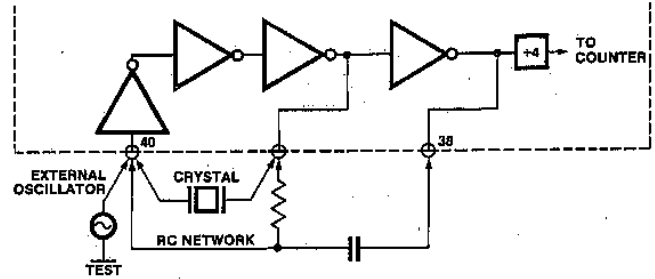 ÷4
TO
COUNTER
40
38
EXTERNAL
OSCILLATOR
CRYSTAL
RC NETWORK
TEST